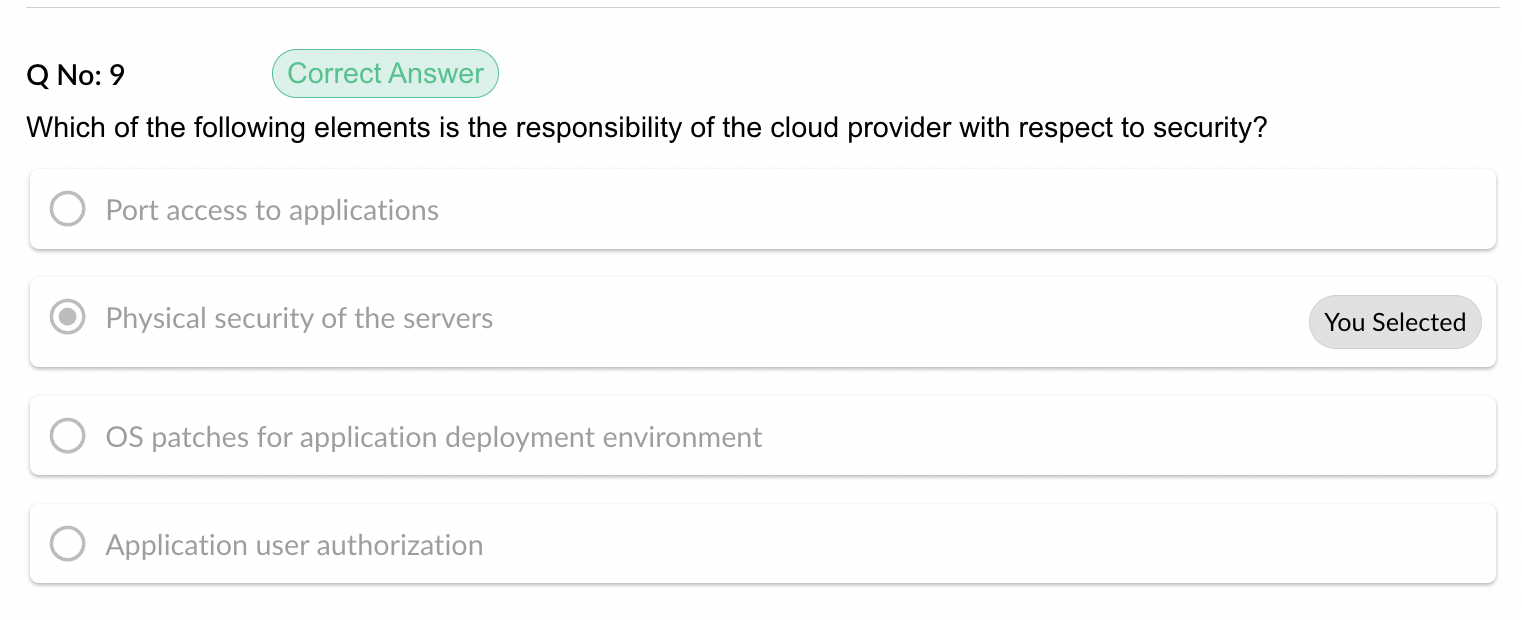 Q No: 9
Correct Answer
Which of the following elements is the responsibility of the cloud provider with respect to security?
Port access to applications
Physical security of the servers
You Selected
OS patches for application deployment environment
Application user authorization